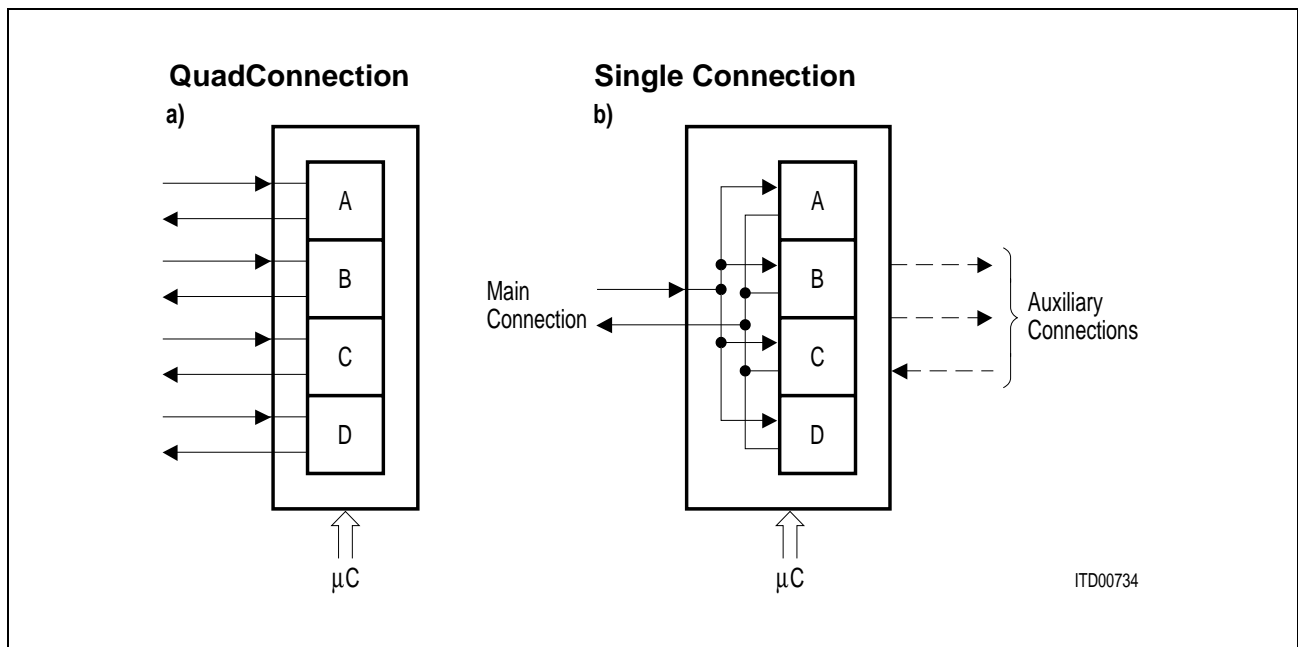 QuadConnection
a)
A
B
C
D
µC
Single Connection
b)
Main
Connection
A
B
C
D
Auxiliary
Connections
µC
ITD00734